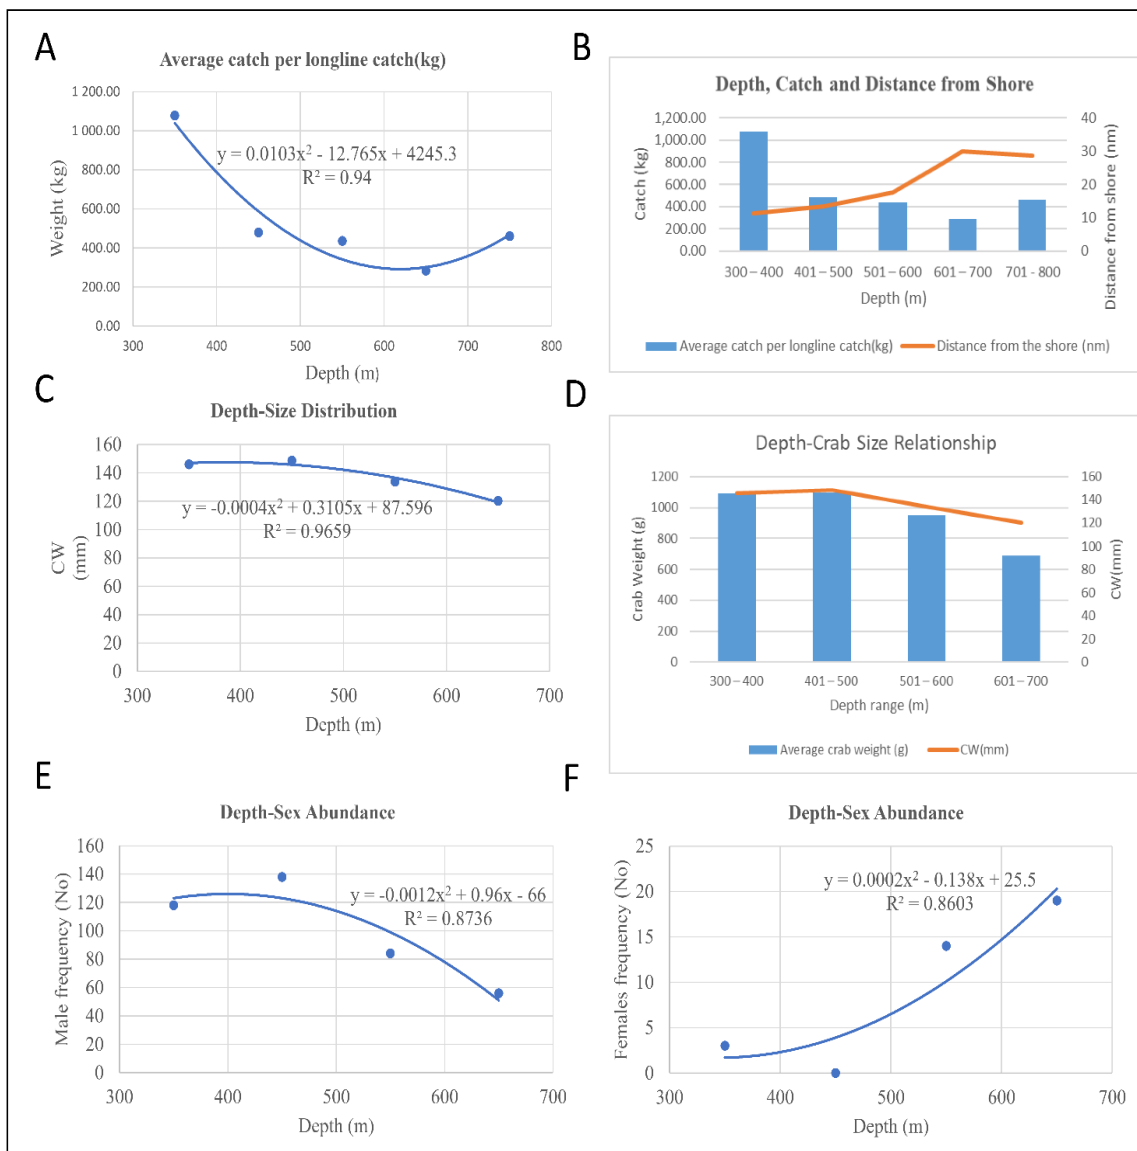 A
Average catch per longline catch(kg)
1 200.00
1 000.00
800.00
600.00
400.00
200.00
0.00
Weight (kg)
y = 0.0103x² - 12.765x + 4245.3
R² = 0.94
300 400 500 600 700 800
Depth (m)
B
Depth, Catch and Distance from Shore
1,200.00
1,000.00
800.00
600.00
400.00
200.00
0.00
Catch (kg)
40
30
20
10
0
Distance from shore (nm)
300–400 401–500 501–600 601–700 701-800
Depth (m)
Average catch per longline catch(kg) Distance from the shore (nm)
C
Depth-Size Distribution
160
140
120
100
80
60
40
20
0
CW
(mm)
y = -0.0004x² + 0.3105x + 87.596
R² = 0.9659
300 400 500 600 700
Depth (m)
D
Depth-Crab Size Relationship
1200
1000
800
600
400
200
0
Crab Weight (g)
160
140
120
100
80
60
40
20
0
CW(mm)
300–400 401–500 501–600 601–700
Depth range (m)
Average crab weight (g) CW(mm)
E
Depth-Sex Abundance
160
140
120
100
80
60
40
20
0
Male frequency (No)
y = -0.0012x² + 0.96x - 66
R² = 0.8736
300 400 500 600 700
Depth (m)
F
Depth-Sex Abundance
25
20
15
10
5
0
Females frequency (No)
y = 0.0002x² - 0.138x + 25.5
R² = 0.8603
300 400 500 600 700
Depth (m)